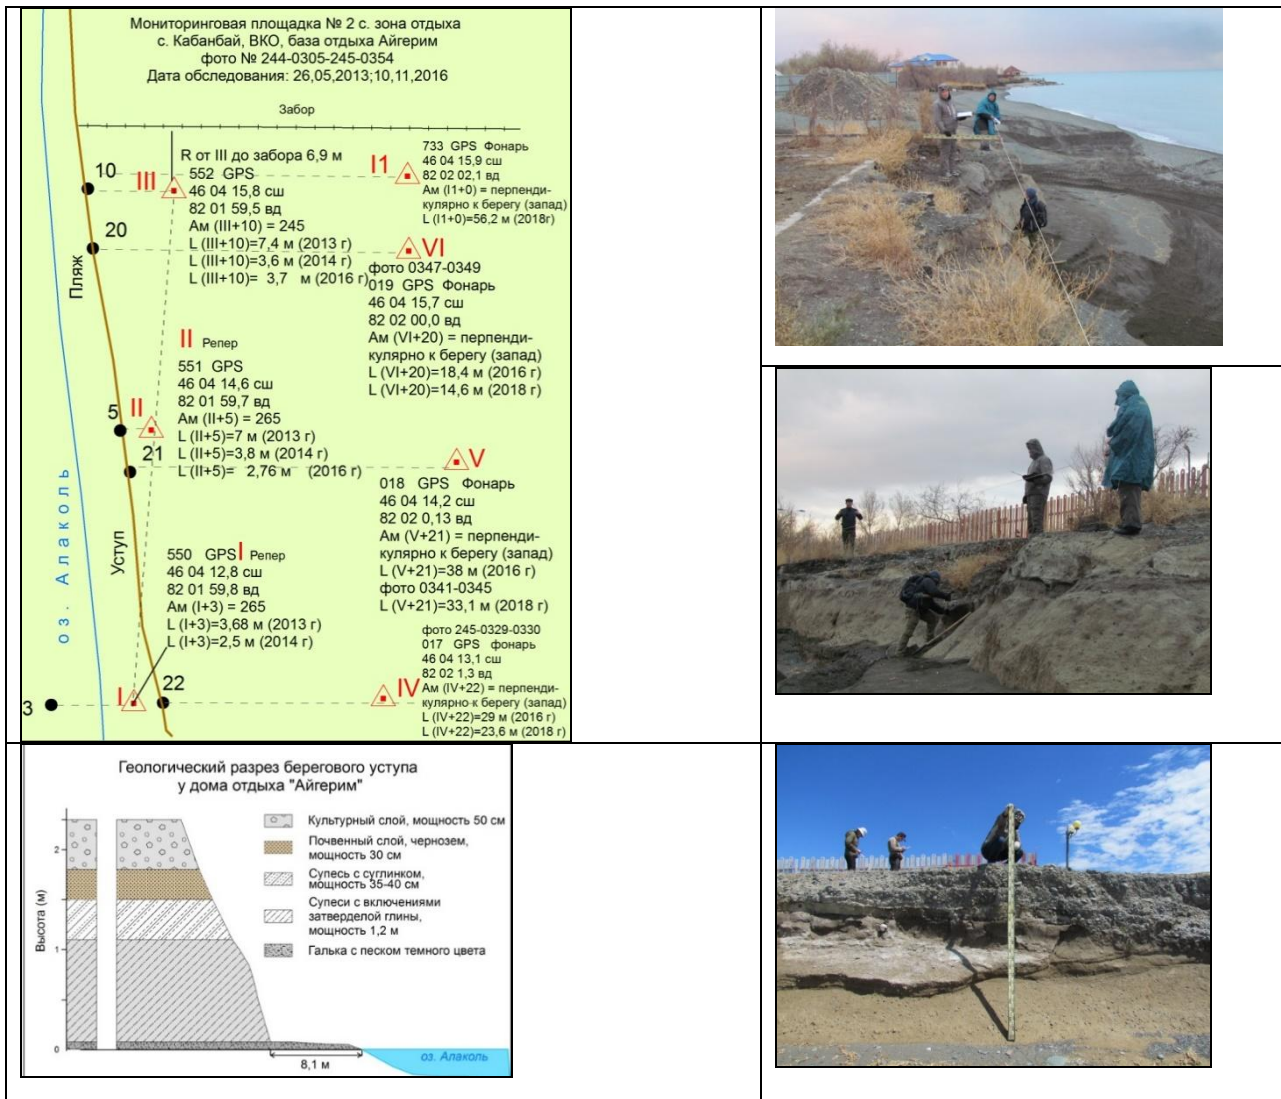 Мониторинговая площадка № 2 с. зона отдыха
с. Кабанбай, ВКО, база отдыха Айгерим
фото № 244-0305-245-0354
Дата обследования: 26,05,2013;10,11,2016
Забор
R от III до забора 6,9 м
10
III
552 GPS
46 04 15,8 сш
82 01 59,5 вд
Ам (III+10) = 245
L (III+10)=7,4 м (2013 г)
L (III+10)=3,6 м (2014 г)
L (III+10)= 3,7 м (2016 г)
I1
733 GPS Фонарь
46 04 15,9 сш
82 02 02,1 вд
Ам (I1+0) = перпенди-
кулярно к берегу (запад)
L (I1+0)=56,2 м (2018г)
20
Пляж
VI
фото 0347-0349
019 GPS Фонарь
46 04 15,7 сш
82 02 00,0 вд
Ам (VI+20) = перпенди-
кулярно к берегу (запад)
L (VI+20)=18,4 м (2016 г)
L (VI+20)=14,6 м (2018 г)
II Репер
551 GPS
46 04 14,6 сш
82 01 59,7 вд
Ам (II+5) = 265
L (II+5)=7 м (2013 г)
L (II+5)=3,8 м (2014 г)
L (II+5)= 2,76 м (2016 г)
5
II
21
V
018 GPS Фонарь
46 04 14,2 сш
82 02 0,13 вд
Ам (V+21) = перпенди-
кулярно к берегу (запад)
L (V+21)=38 м (2016 г)
фото 0341-0345
L (V+21)=33,1 м (2018 г)
оз. Алаколь
Уступ
550 GPS I Репер
46 04 12,8 сш
82 01 59,8 вд
Ам (I+3) = 265
L (I+3)=3,68 м (2013 г)
L (I+3)=2,5 м (2014 г)
3
I
22
IV
фото 245-0329-0330
017 GPS фонарь
46 04 13,1 сш
82 02 1,3 вд
Ам (IV+22) = перпенди-
кулярно к берегу (запад)
L (IV+22)=29 м (2016 г)
L (IV+22)=23,6 м (2018 г)
Геологический разрез берегового уступа
у дома отдыха "Айгерим"
Культурный слой, мощность 50 см
Почвенный слой, чернозем,
мощность 30 см
Супесь с суглинком,
мощность 35-40 см
Супеси с включениями
затверделой глины,
мощность 1,2 м
Галька с песком темного цвета
Высота (м)
2
1
0
8,1 м
оз. Алаколь